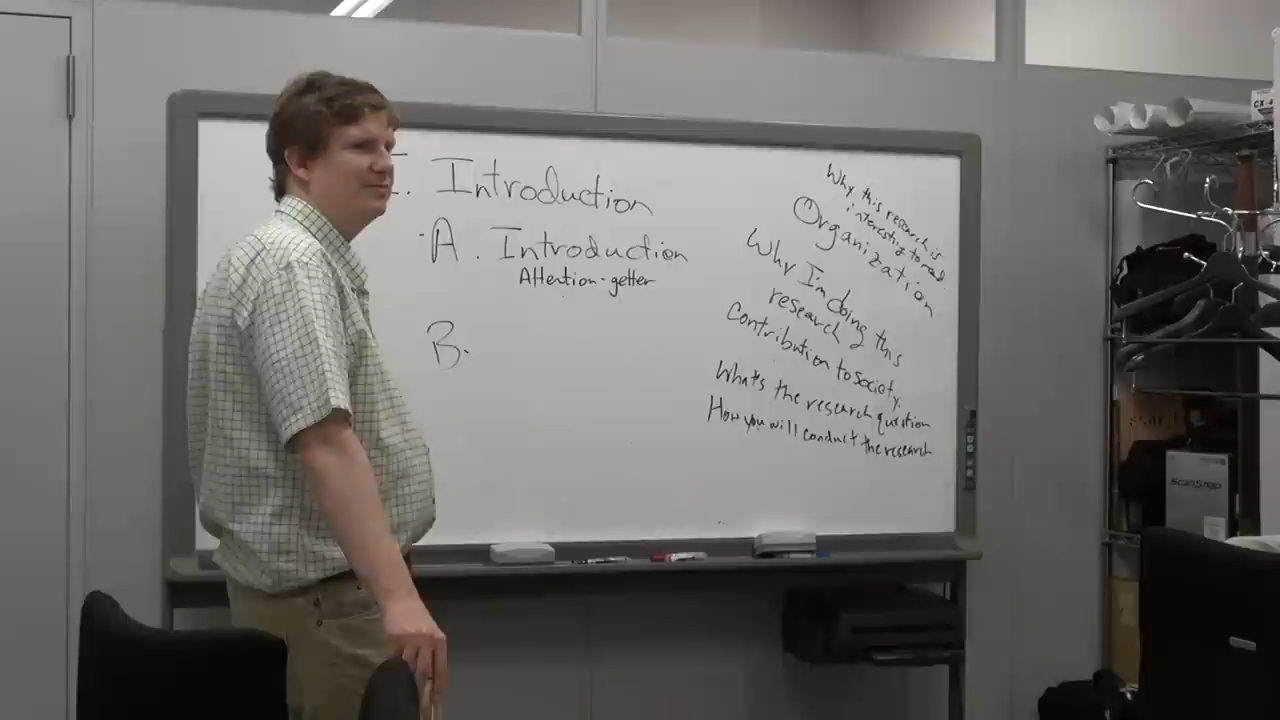 I. Introduction
A. Introduction
Attention-getter
B.
Why this research is
interesting to read.
Organization
Why I'm doing this
research
Contribution to society.
What's the research question
How you will conduct the research
ScanSnap